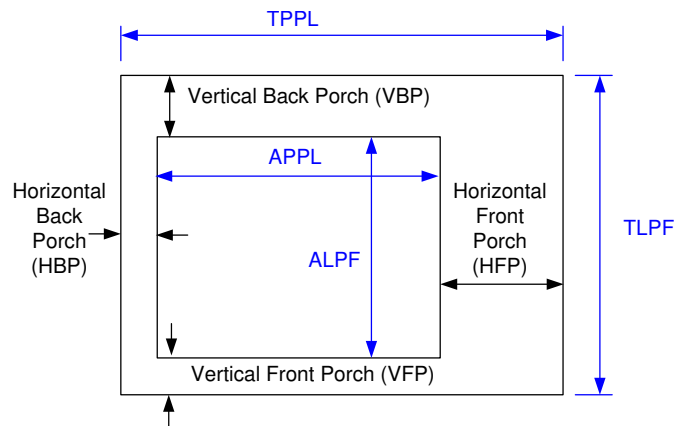 TPPL
Vertical Back Porch (VBP)
APPL
Horizontal
Back
Porch
(HBP)
Horizontal
Front
Porch
(HFP)
TLPF
ALPF
Vertical Front Porch (VFP)